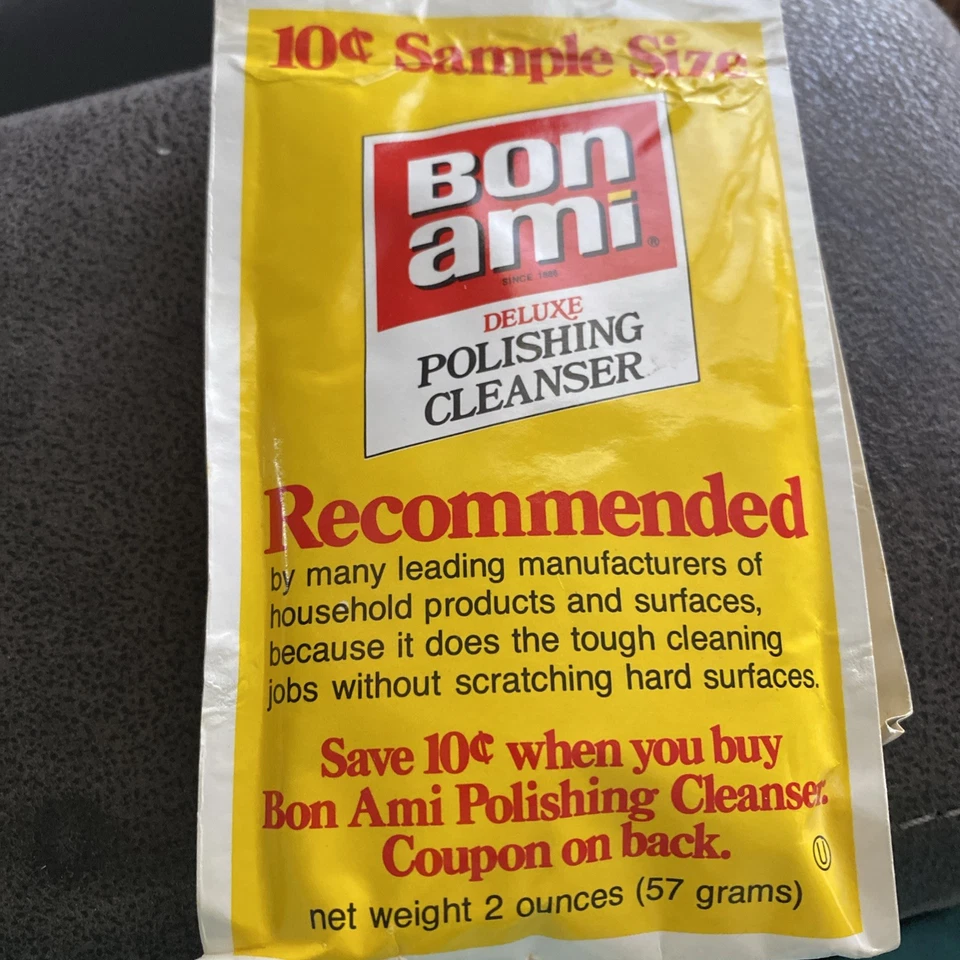 10¢ Sample Size
Bon
ami®
SINCE 1886
DELUXE
POLISHING
CLEANSER
Recommended
by many leading manufacturers of
household products and surfaces,
because it does the tough cleaning
jobs without scratching hard surfaces.
Save 10¢ when you buy
Bon Ami Polishing Cleanser.
Coupon on back.
U
net weight 2 ounces (57 grams)